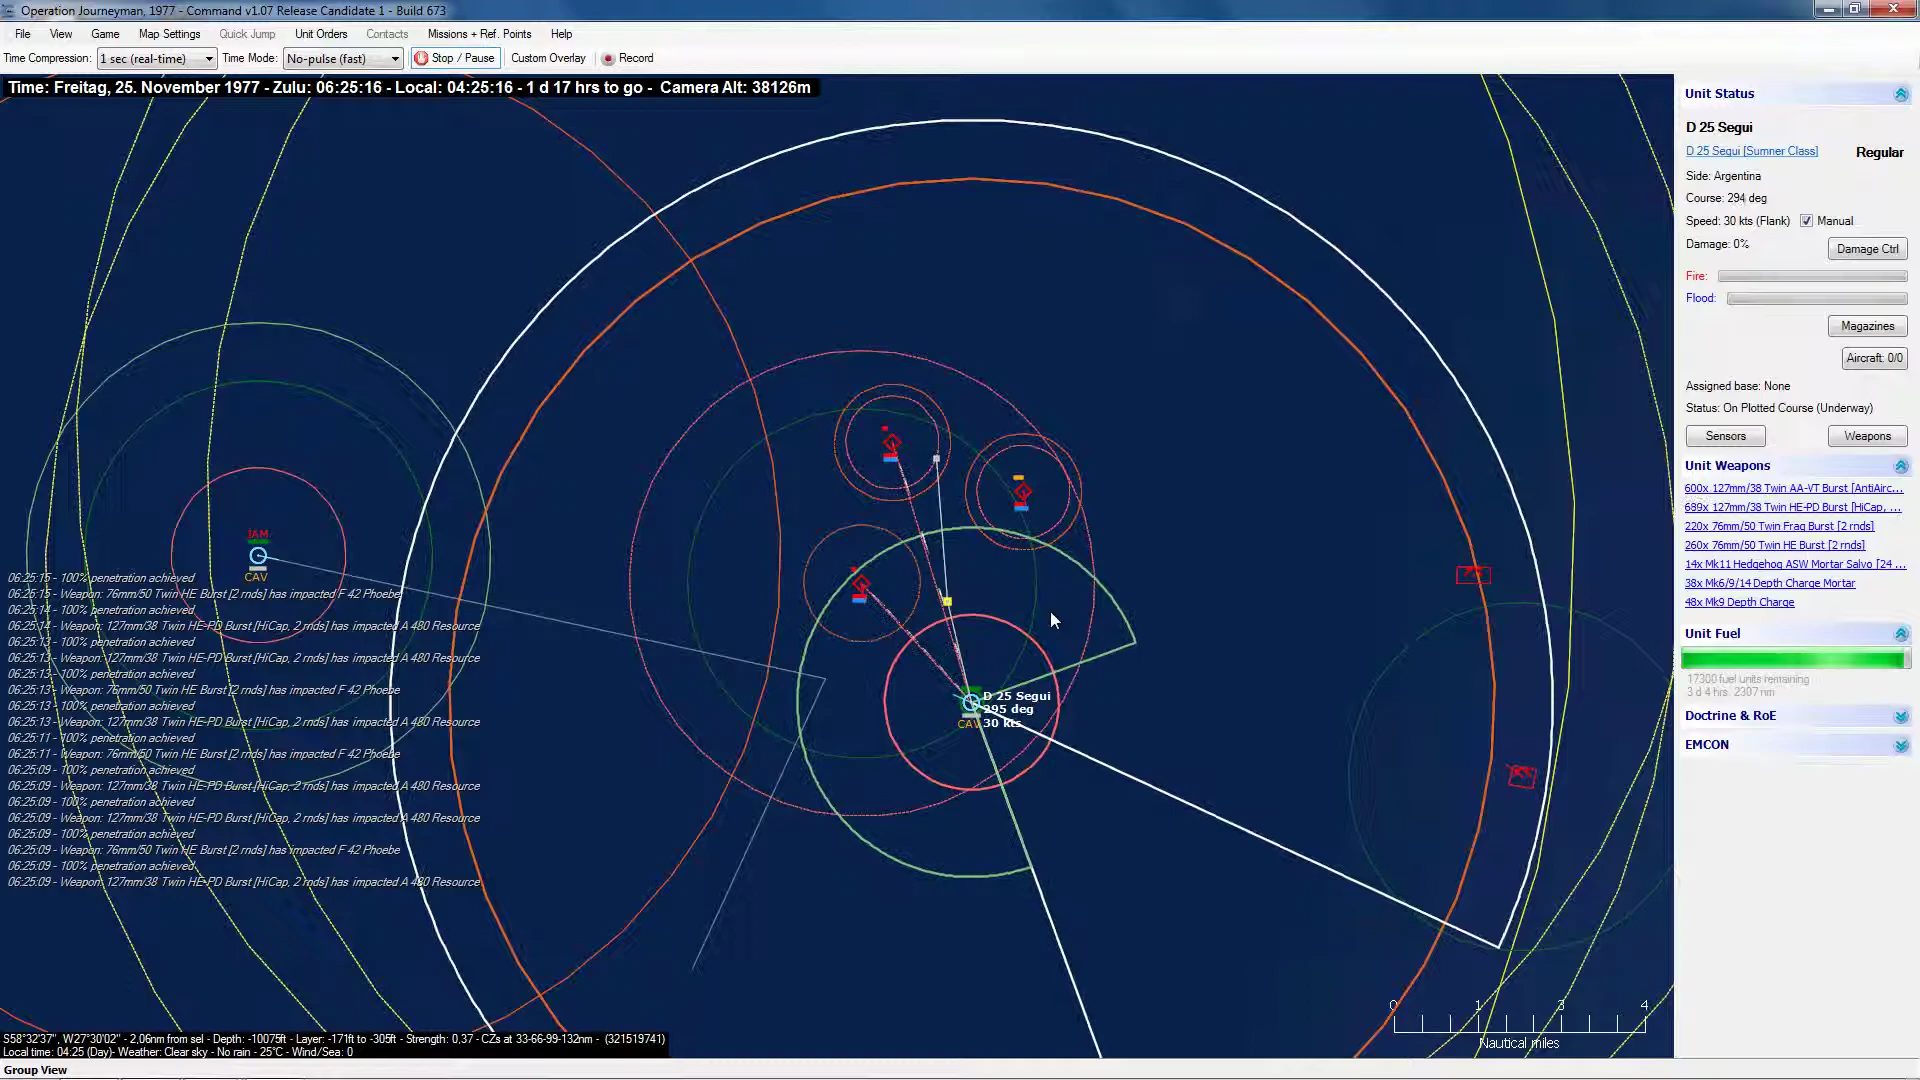 Operation Journeyman, 1977 - Command v1.07 Release Candidate 1 - Build 673
File View Game Map Settings Quick Jump Unit Orders Contacts Missions + Ref. Points Help
Time Compression: 1 sec (real-time) Time Mode: No-pulse (fast) Stop / Pause Custom Overlay Record
Time: Freitag, 25. November 1977 - Zulu: 06:25:16 - Local: 04:25:16 - 1 d 17 hrs to go - Camera Alt: 38126m
JAM
CAV
06:25:15 - 100% penetration achieved
06:25:15 - Weapon: 76mm/50 Twin HE Burst [2 rnds] has impacted F 42 Phoebe
06:25:14 - 100% penetration achieved
06:25:14 - Weapon: 127mm/38 Twin HE-PD Burst [HiCap, 2 rnds] has impacted A 480 Resource
06:25:13 - 100% penetration achieved
06:25:13 - Weapon: 127mm/38 Twin HE-PD Burst [HiCap, 2 rnds] has impacted A 480 Resource
06:25:13 - 100% penetration achieved
06:25:13 - Weapon: 76mm/50 Twin HE Burst [2 rnds] has impacted F 42 Phoebe
06:25:13 - 100% penetration achieved
06:25:13 - Weapon: 127mm/38 Twin HE-PD Burst [HiCap, 2 rnds] has impacted A 480 Resource
06:25:11 - 100% penetration achieved
06:25:11 - Weapon: 76mm/50 Twin HE Burst [2 rnds] has impacted F 42 Phoebe
06:25:09 - 100% penetration achieved
06:25:09 - Weapon: 127mm/38 Twin HE-PD Burst [HiCap, 2 rnds] has impacted A 480 Resource
06:25:09 - 100% penetration achieved
06:25:09 - Weapon: 127mm/38 Twin HE-PD Burst [HiCap, 2 rnds] has impacted A 480 Resource
06:25:09 - 100% penetration achieved
06:25:09 - Weapon: 76mm/50 Twin HE Burst [2 rnds] has impacted F 42 Phoebe
06:25:09 - 100% penetration achieved
06:25:09 - Weapon: 127mm/38 Twin HE-PD Burst [HiCap, 2 rnds] has impacted A 480 Resource
D 25 Segui
295 deg
CAV 30 kts
0 1 3 4
Nautical miles
S58°32'37", W27°30'02" - 2,06nm from sel - Depth: -10075ft - Layer: -171ft to -305ft - Strength: 0,37 - CZs at 33-66-99-132nm - (321519741)
Local time: 04:25 (Day)- Weather: Clear sky - No rain - 25°C - Wind/Sea: 0
Group View
Unit Status
D 25 Segui
D 25 Segui [Sumner Class] Regular
Side: Argentina
Course: 294 deg
Speed: 30 kts (Flank) Manual
Damage: 0% Damage Ctrl
Fire:
Flood:
Magazines
Aircraft: 0/0
Assigned base: None
Status: On Plotted Course (Underway)
Sensors Weapons
Unit Weapons
600x 127mm/38 Twin AA-VT Burst [AntiAirc...
689x 127mm/38 Twin HE-PD Burst [HiCap, ...
220x 76mm/50 Twin Frag Burst [2 rnds]
260x 76mm/50 Twin HE Burst [2 rnds]
14x Mk11 Hedgehog ASW Mortar Salvo [24 ...
38x Mk6/9/14 Depth Charge Mortar
48x Mk9 Depth Charge
Unit Fuel
17300 fuel units remaining
3 d 4 hrs. 2307 nm
Doctrine & RoE
EMCON